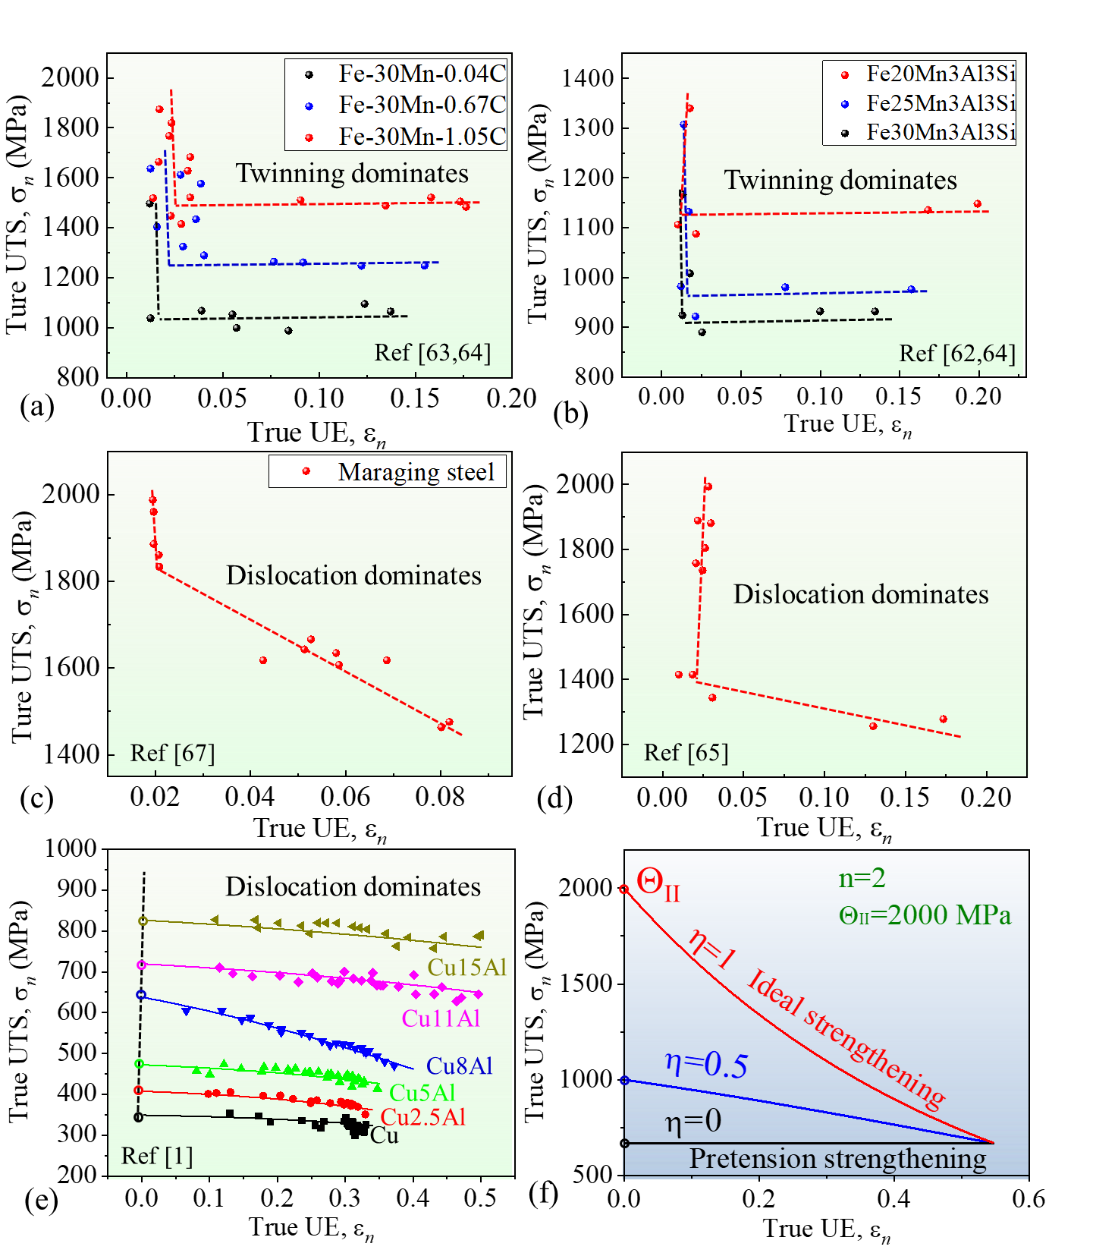 2000
1800
1600
1400
1200
1000
800
Ture UTS, σn (MPa)
Fe-30Mn-0.04C
Fe-30Mn-0.67C
Fe-30Mn-1.05C
Twinning dominates
Ref [63,64]
0.00 0.05 0.10 0.15 0.20
(a)
True UE, εn
1400
1300
1200
1100
1000
900
800
Ture UTS, σn (MPa)
Fe20Mn3Al3Si
Fe25Mn3Al3Si
Fe30Mn3Al3Si
Twinning dominates
Ref [62,64]
0.00 0.05 0.10 0.15 0.20
(b)
True UE, εn
2000
1800
1600
1400
Ture UTS, σn (MPa)
Maraging steel
Dislocation dominates
Ref [67]
0.02 0.04 0.06 0.08
(c)
True UE, εn
2000
1800
1600
1400
1200
True UTS, σn (MPa)
Dislocation dominates
Ref [65]
0.00 0.05 0.10 0.15 0.20
(d)
True UE, εn
1000
900
800
700
600
500
400
300
200
True UTS, σn (MPa)
Dislocation dominates
Cu15Al
Cu11Al
Cu8Al
Cu5Al
Cu2.5Al
Cu
Ref [1]
0.0 0.1 0.2 0.3 0.4 0.5
(e)
True UE, εn
2000
1500
1000
500
True UTS, σn (MPa)
ΘII
n=2
ΘII=2000 MPa
η=1 Ideal strengthening
η=0.5
η=0
Pretension strengthening
0.0 0.2 0.4 0.6
(f)
True UE, εn